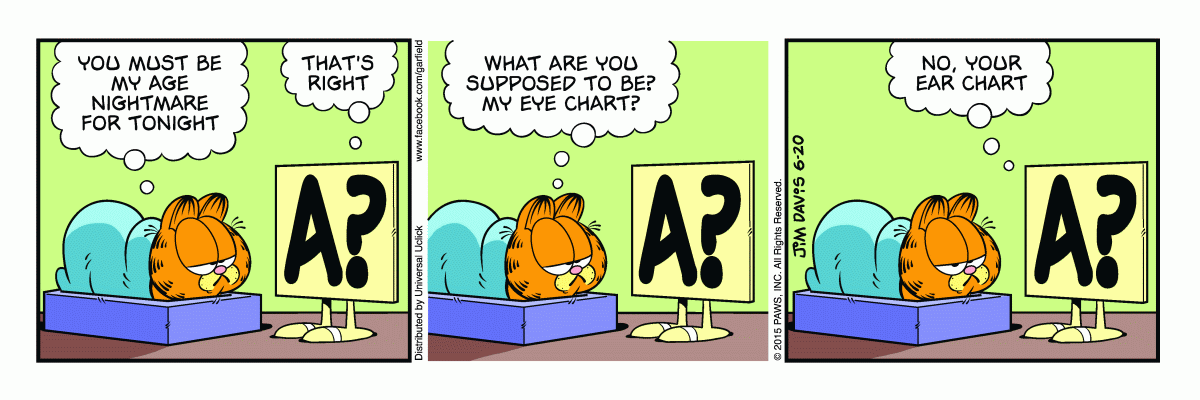 YOU MUST BE
MY AGE
NIGHTMARE
FOR TONIGHT
THAT'S
RIGHT
A?
www.facebook.com/garfield
Distributed by Universal Uclick
WHAT ARE YOU
SUPPOSED TO BE?
MY EYE CHART?
A?
© 2015 PAWS, INC. All Rights Reserved.
NO, YOUR
EAR CHART
JIM DAVIS 6-20
A?